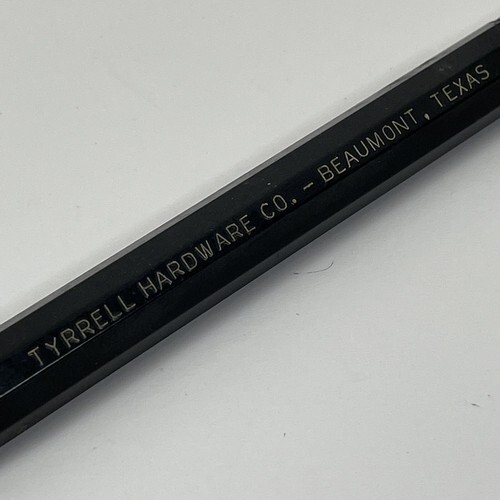 TYRRELL HARDWARE CO. - BEAUMONT, TEXAS